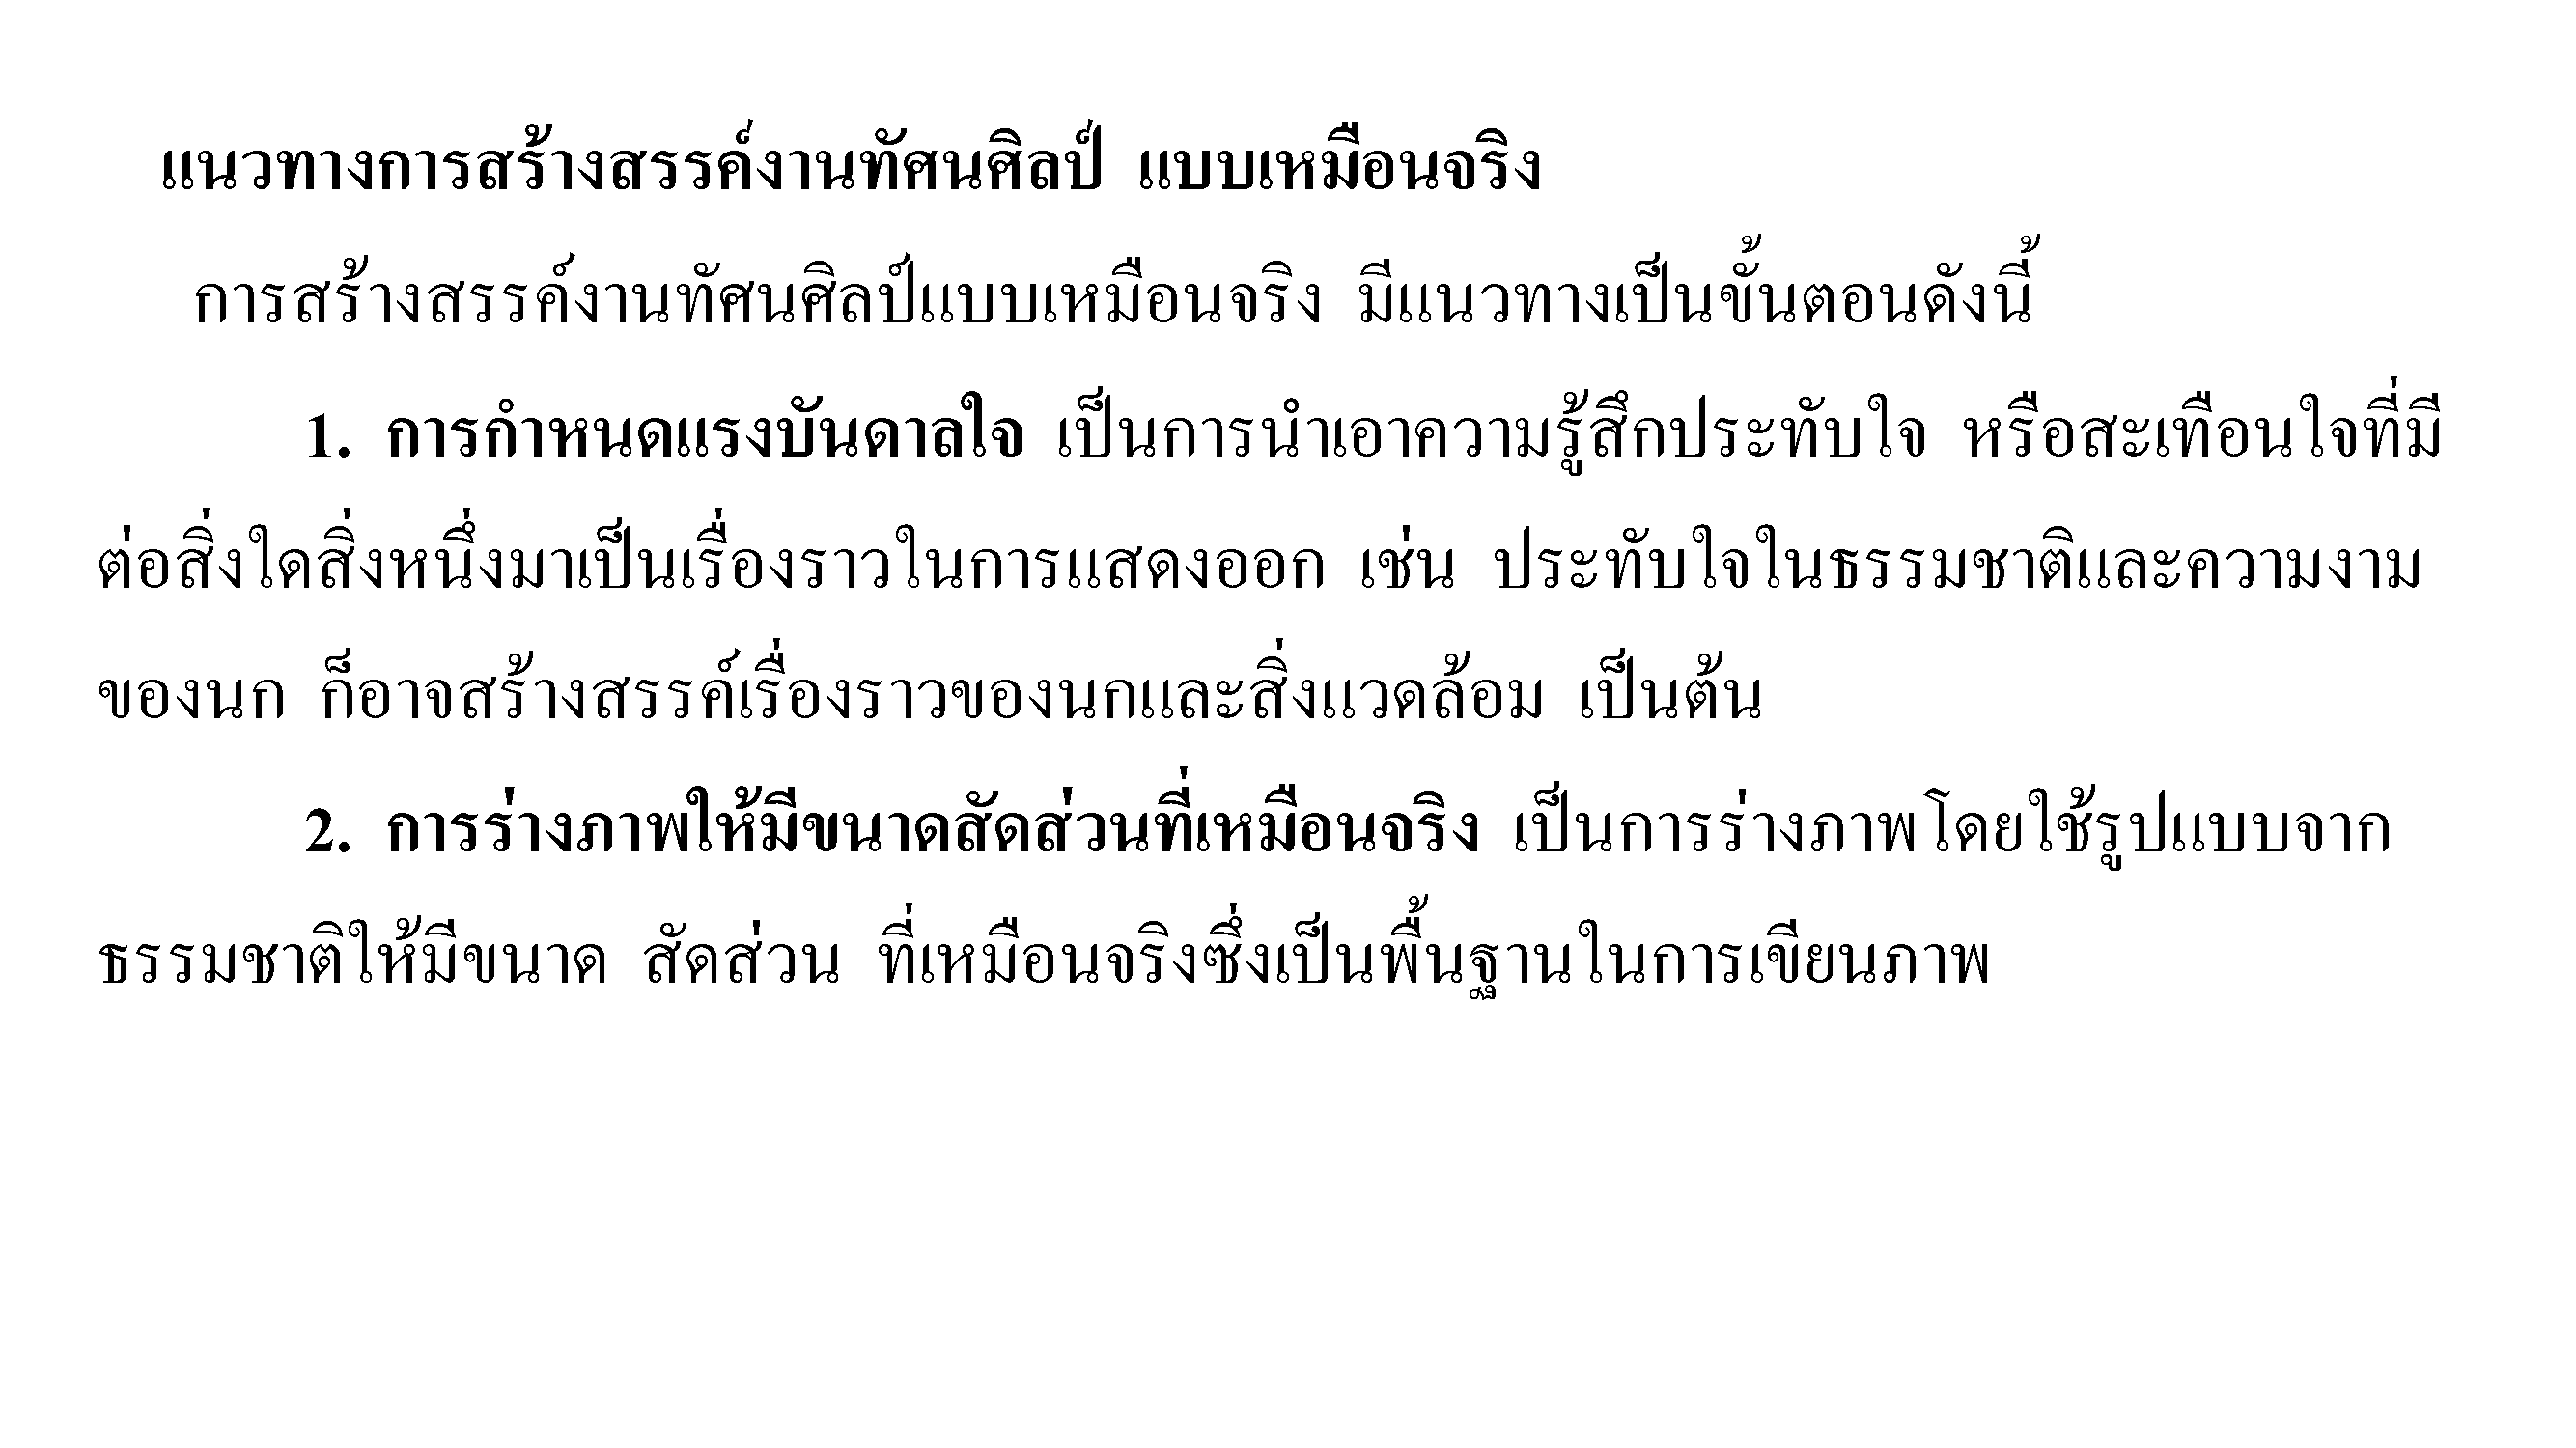 แนวทางการสร้างสรรค์งานทัศนศิลป์ แบบเหมือนจริง
การสร้างสรรค์งานทัศนศิลป์แบบเหมือนจริง มีแนวทางเป็นขั้นตอนดังนี้
1. การกำหนดแรงบันดาลใจ เป็นการนำเอาความรู้สึกประทับใจ หรือสะเทือนใจที่มี
ต่อสิ่งใดสิ่งหนึ่งมาเป็นเรื่องราวในการแสดงออก เช่น ประทับใจในธรรมชาติและความงาม
ของนก ก็อาจสร้างสรรค์เรื่องราวของนกและสิ่งแวดล้อม เป็นต้น
2. การร่างภาพให้มีขนาดสัดส่วนที่เหมือนจริง เป็นการร่างภาพโดยใช้รูปแบบจาก
ธรรมชาติให้มีขนาด สัดส่วน ที่เหมือนจริงซึ่งเป็นพื้นฐานในการเขียนภาพ